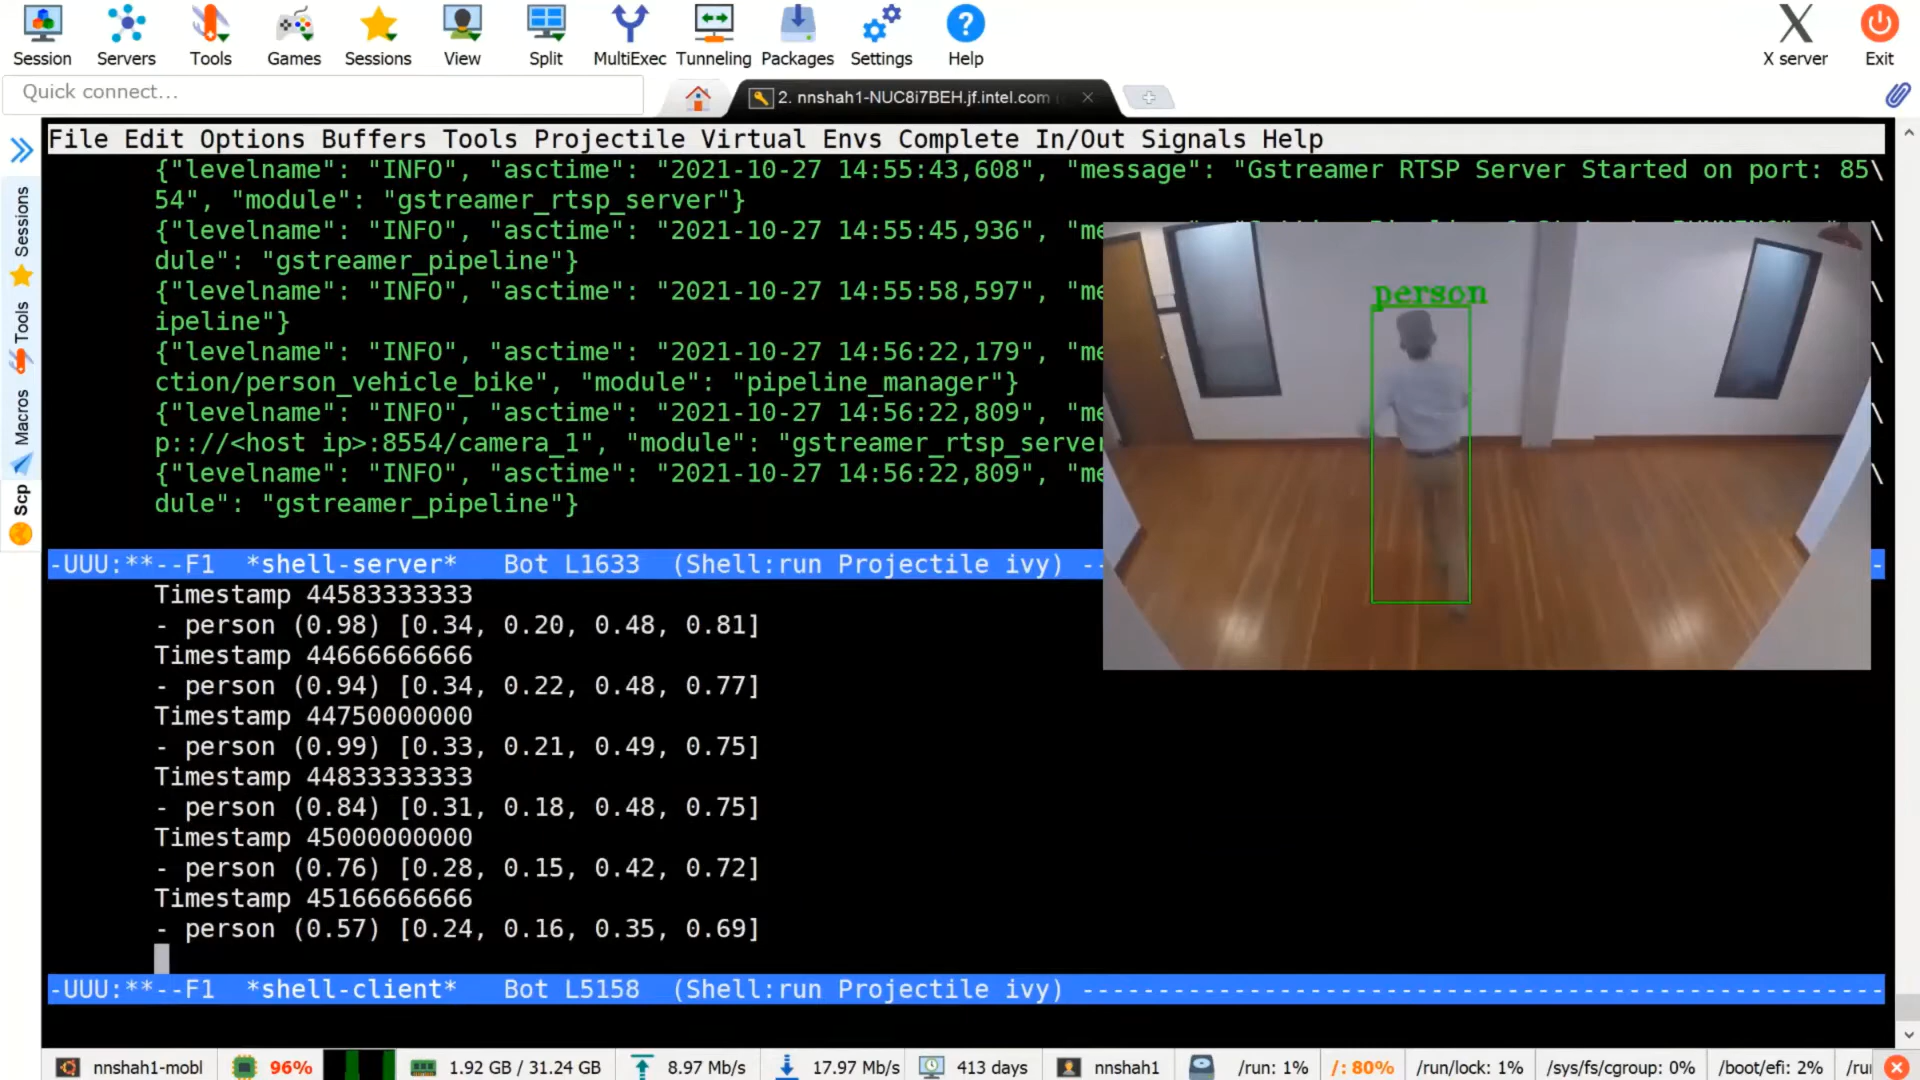 Session Servers Tools Games Sessions View Split MultiExec Tunneling Packages Settings Help X server Exit
Quick connect...
2. nnshah1-NUC8i7BEH.jf.intel.com
File Edit Options Buffers Tools Projectile Virtual Envs Complete In/Out Signals Help
{"levelname": "INFO", "asctime": "2021-10-27 14:55:43,608", "message": "Gstreamer RTSP Server Started on port: 85\
54", "module": "gstreamer_rtsp_server"}
{"levelname": "INFO", "asctime": "2021-10-27 14:55:45,936", "me \
dule": "gstreamer_pipeline"}
{"levelname": "INFO", "asctime": "2021-10-27 14:55:58,597", "me \
ipeline"}
{"levelname": "INFO", "asctime": "2021-10-27 14:56:22,179", "me \
ction/person_vehicle_bike", "module": "pipeline_manager"}
{"levelname": "INFO", "asctime": "2021-10-27 14:56:22,809", "me \
p:://<host ip>:8554/camera_1", "module": "gstreamer_rtsp_server
{"levelname": "INFO", "asctime": "2021-10-27 14:56:22,809", "me \
dule": "gstreamer_pipeline"}
person
-UUU:**--F1 *shell-server* Bot L1633 (Shell:run Projectile ivy) --
Timestamp 44583333333
- person (0.98) [0.34, 0.20, 0.48, 0.81]
Timestamp 44666666666
- person (0.94) [0.34, 0.22, 0.48, 0.77]
Timestamp 44750000000
- person (0.99) [0.33, 0.21, 0.49, 0.75]
Timestamp 44833333333
- person (0.84) [0.31, 0.18, 0.48, 0.75]
Timestamp 45000000000
- person (0.76) [0.28, 0.15, 0.42, 0.72]
Timestamp 45166666666
- person (0.57) [0.24, 0.16, 0.35, 0.69]
-UUU:**--F1 *shell-client* Bot L5158 (Shell:run Projectile ivy) -----------------------------------------------------
Sessions
Tools
Macros
Scp
nnshah1-mobl 96% 1.92 GB / 31.24 GB 8.97 Mb/s 17.97 Mb/s 413 days nnshah1 /run: 1% /: 80% /run/lock: 1% /sys/fs/cgroup: 0% /boot/efi: 2% /ru